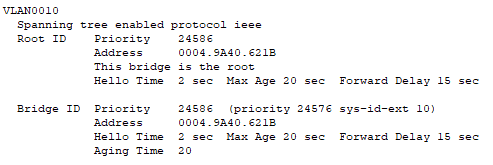 VLAN0010
Spanning tree enabled protocol ieee
Root ID Priority 24586
Address 0004.9A40.621B
This bridge is the root
Hello Time 2 sec Max Age 20 sec Forward Delay 15 sec
Bridge ID Priority 24586 (priority 24576 sys-id-ext 10)
Address 0004.9A40.621B
Hello Time 2 sec Max Age 20 sec Forward Delay 15 sec
Aging Time 20